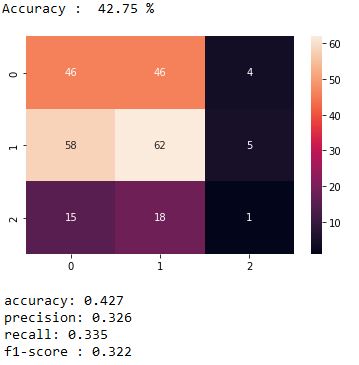 Accuracy :  42.75 %
0 46 46 4 60
50
1 58 62 5 40
30
2 15 18 1 20
10
0 1 2
accuracy: 0.427
precision: 0.326
recall: 0.335
f1-score : 0.322